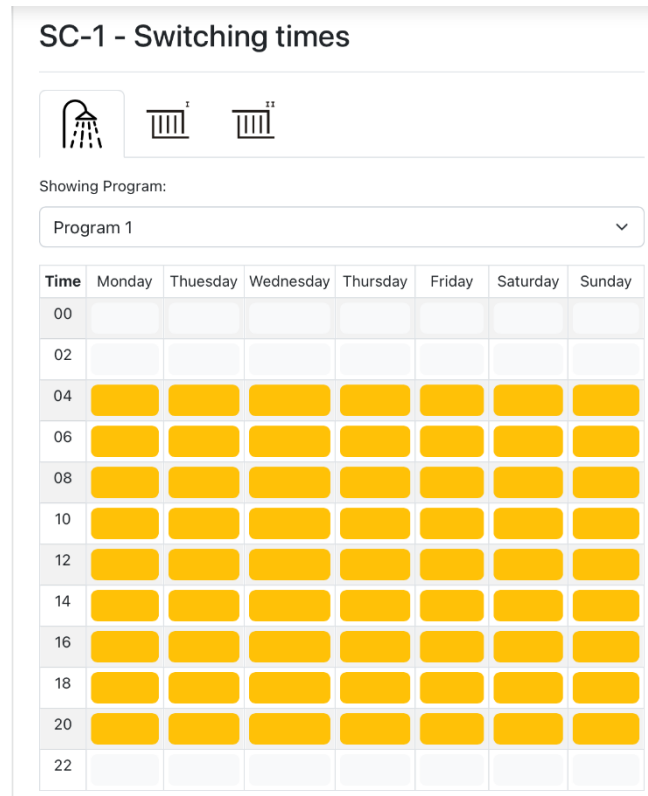 SC-1 - Switching times
I II
Showing Program:
Program 1
Time Monday Thuesday Wednesday Thursday Friday Saturday Sunday
00
02
04
06
08
10
12
14
16
18
20
22